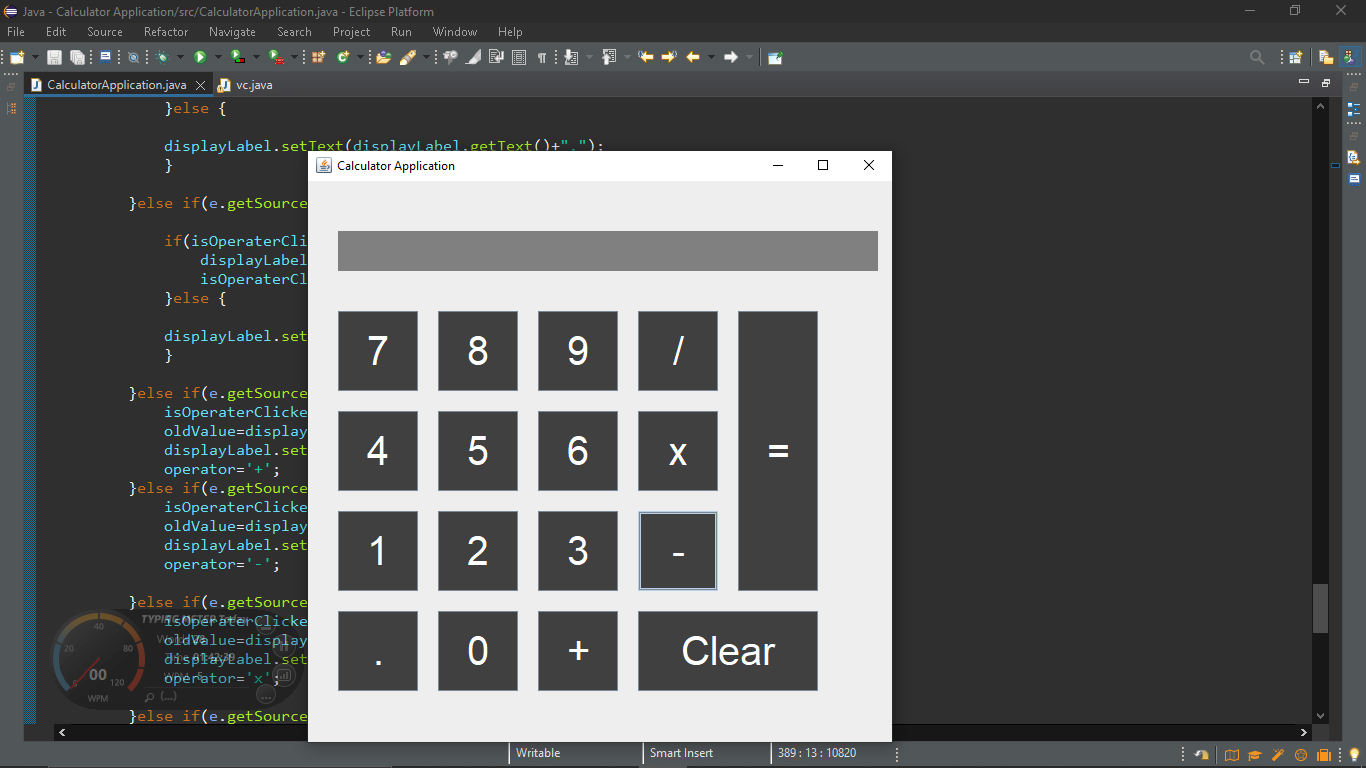 Java - Calculator Application/src/CalculatorApplication.java - Eclipse Platform
File Edit Source Refactor Navigate Search Project Run Window Help
CalculatorApplication.java vc.java
}else {
displayLabel.setText(displayLabel.getText()+".");
}
}else if(e.getSource
if(isOperaterCli
displayLabel
isOperaterCl
}else {
displayLabel.set
}
}else if(e.getSource
isOperaterClicke
oldValue=display
displayLabel.set
operator='+';
}else if(e.getSource
isOperaterClicke
oldValue=display
displayLabel.set
operator='-';
}else if(e.getSource
isOperaterClicke
oldValue=display
displayLabel.set
operator='x';
}else if(e.getSource
Calculator Application
7 8 9 /
4 5 6 x =
1 2 3 -
. 0 + Clear
TYPING METER Today
20 40 80 120
00
WPM
(...)
Writable Smart Insert 389 : 13 : 10820